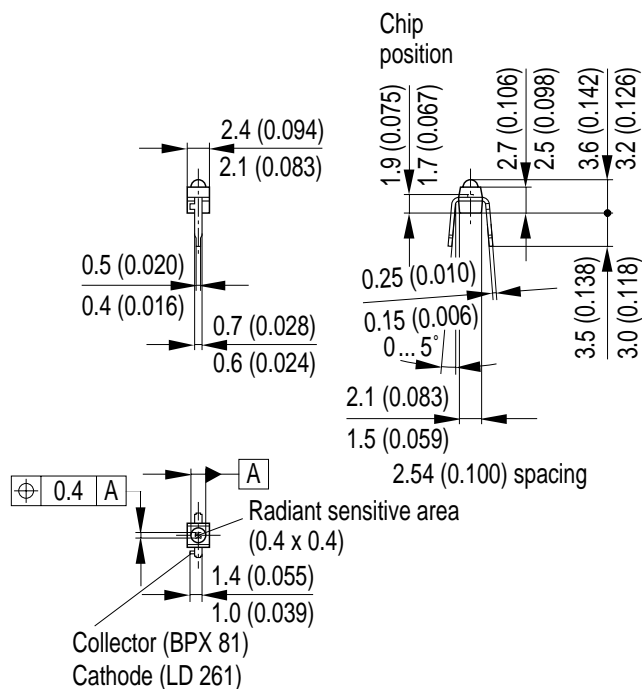 Chip
position
2.4 (0.094)
2.1 (0.083)
1.9 (0.075)
1.7 (0.067)
2.7 (0.106)
2.5 (0.098)
3.6 (0.142)
3.2 (0.126)
0.5 (0.020)
0.4 (0.016)
0.7 (0.028)
0.6 (0.024)
0.25 (0.010)
0.15 (0.006)
0 ... 5°
3.5 (0.138)
3.0 (0.118)
2.1 (0.083)
1.5 (0.059)
2.54 (0.100) spacing
A
⌖ 0.4 A
Radiant sensitive area
(0.4 x 0.4)
1.4 (0.055)
1.0 (0.039)
Collector (BPX 81)
Cathode (LD 261)